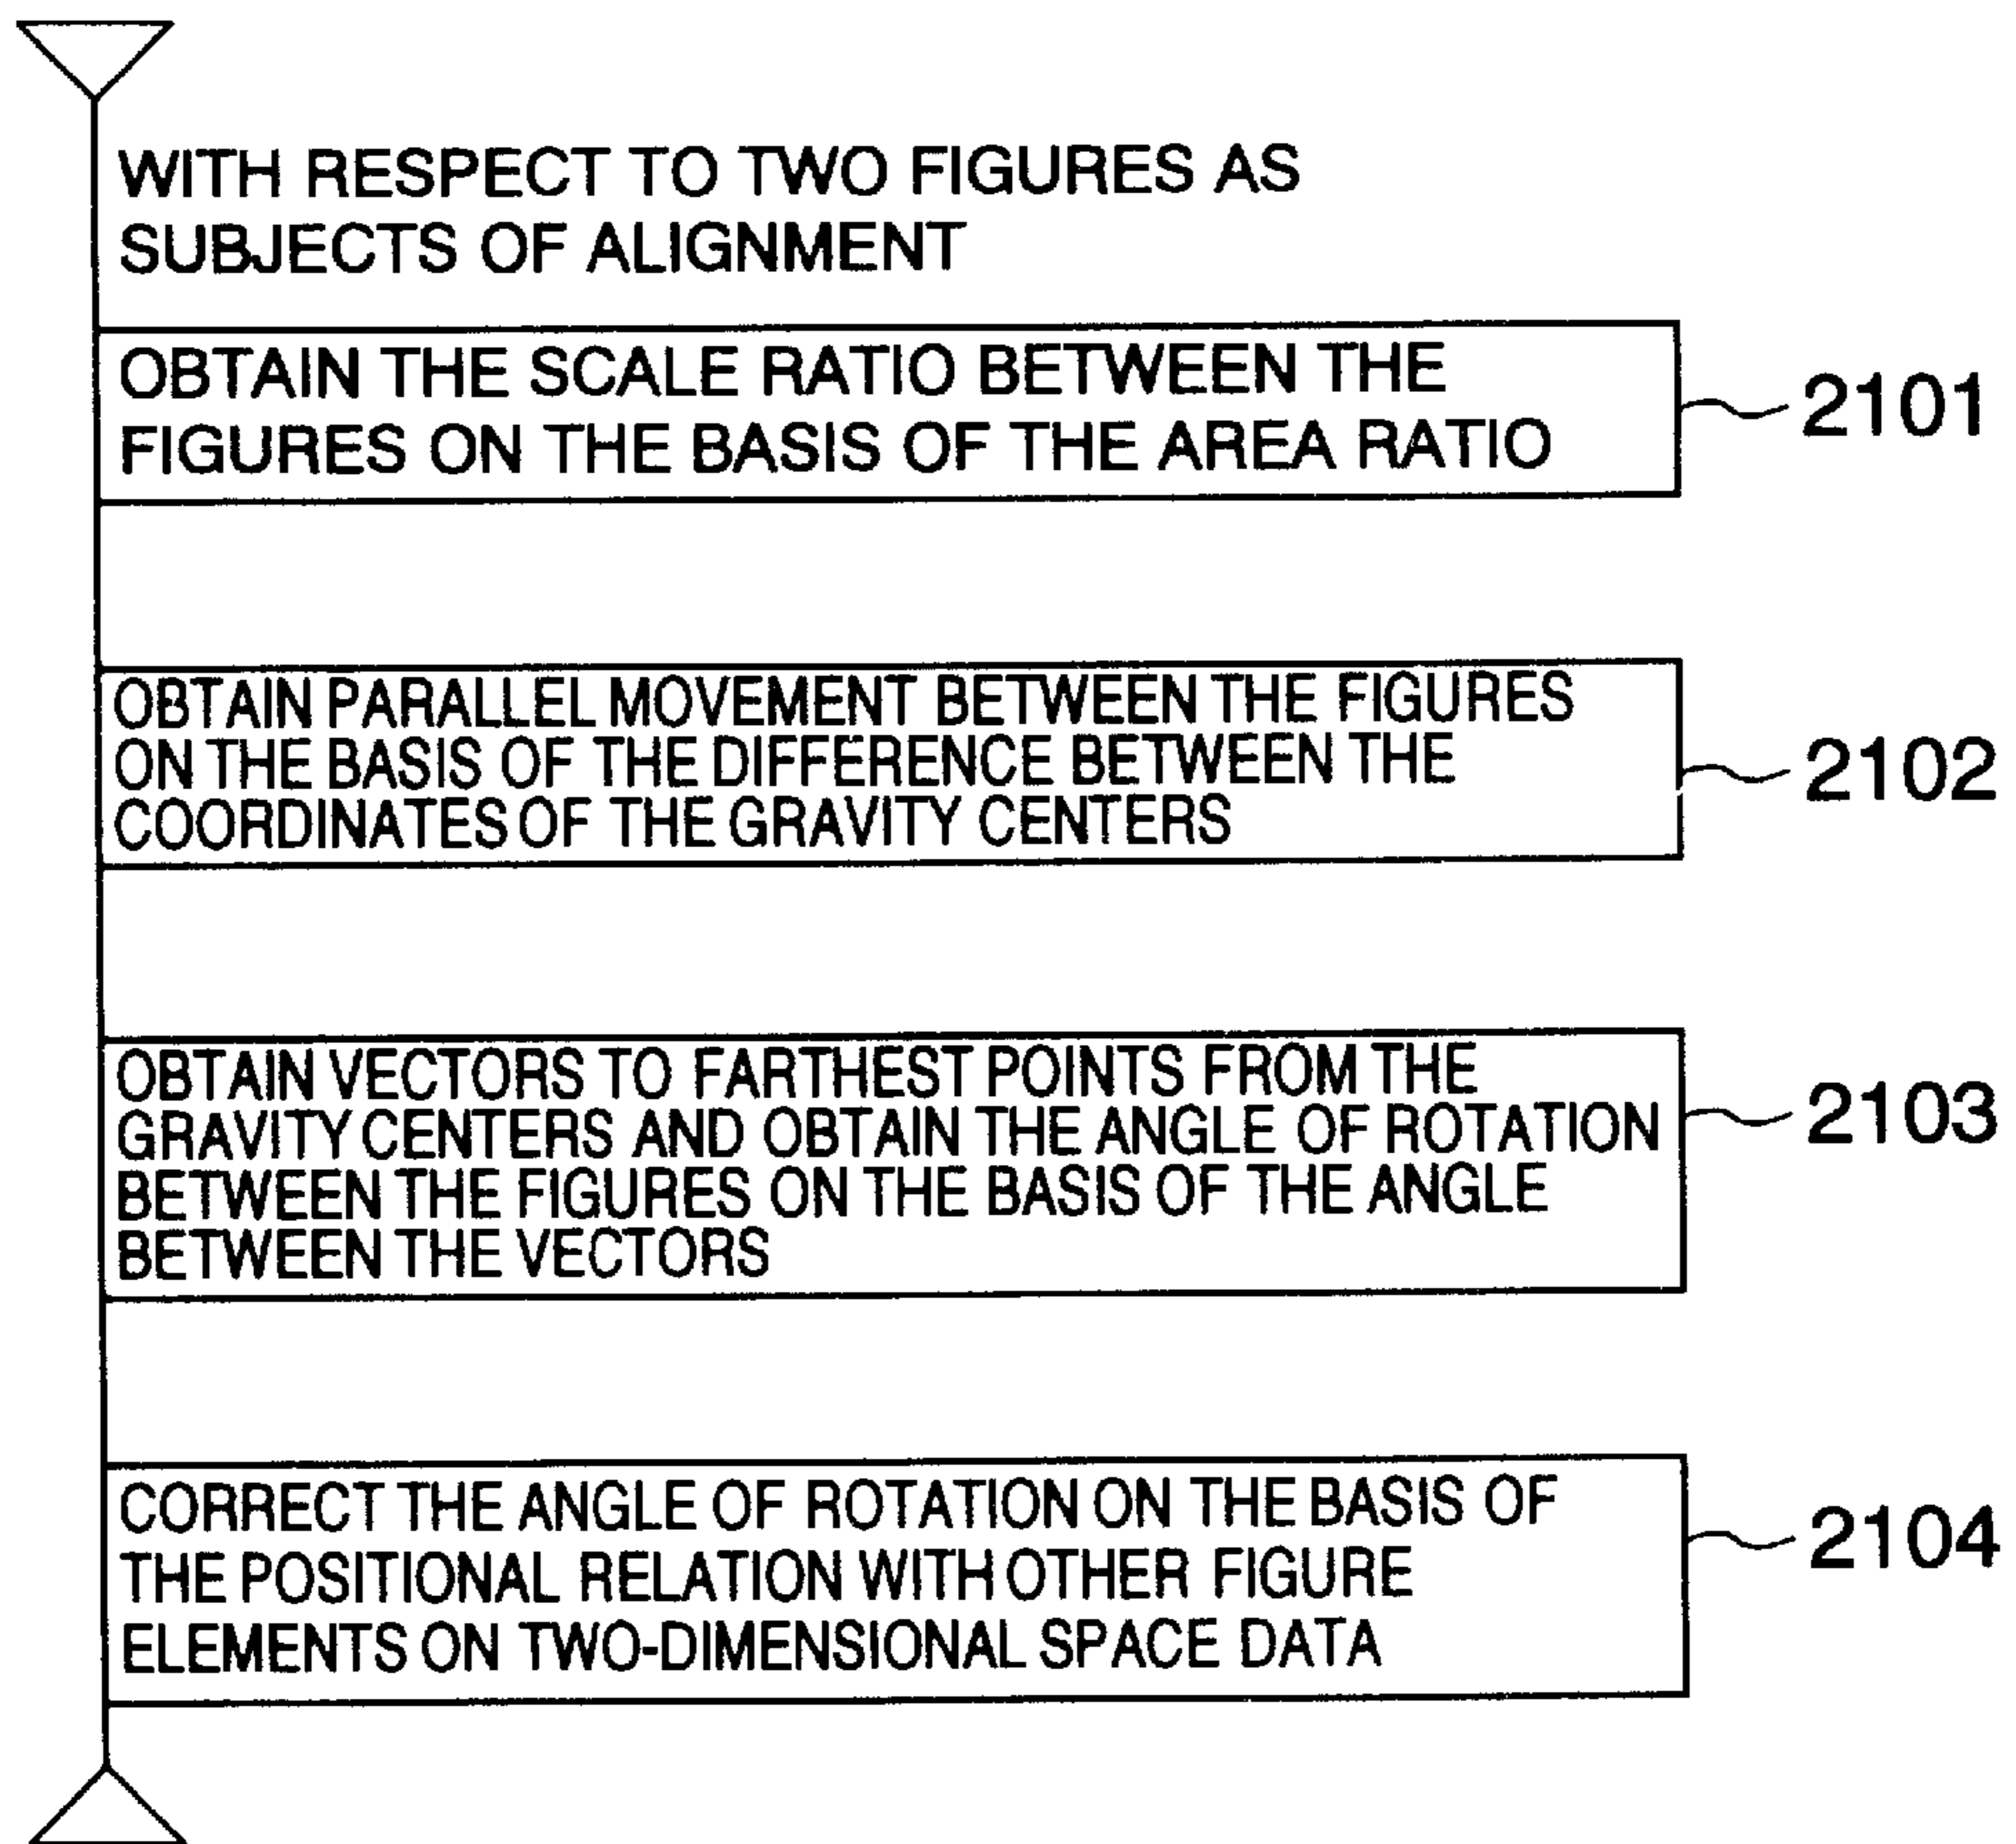 WITH RESPECT TO TWO FIGURES AS
SUBJECTS OF ALIGNMENT
OBTAIN THE SCALE RATIO BETWEEN THE
FIGURES ON THE BASIS OF THE AREA RATIO
2101
OBTAIN PARALLEL MOVEMENT BETWEEN THE FIGURES
ON THE BASIS OF THE DIFFERENCE BETWEEN THE
COORDINATES OF THE GRAVITY CENTERS
2102
OBTAIN VECTORS TO FARTHEST POINTS FROM THE
GRAVITY CENTERS AND OBTAIN THE ANGLE OF ROTATION
BETWEEN THE FIGURES ON THE BASIS OF THE ANGLE
BETWEEN THE VECTORS
2103
CORRECT THE ANGLE OF ROTATION ON THE BASIS OF
THE POSITIONAL RELATION WITH OTHER FIGURE
ELEMENTS ON TWO-DIMENSIONAL SPACE DATA
2104